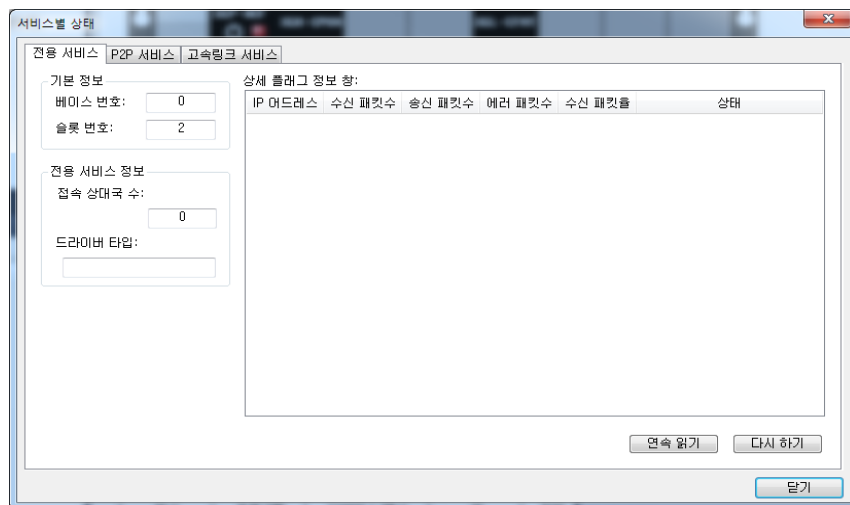 서비스별 상태
전용 서비스 P2P 서비스 고속링크 서비스
기본 정보
베이스 번호: 0
슬롯 번호: 2
전용 서비스 정보
접속 상대국 수:
0
드라이버 타입:
상세 플래그 정보 창:
IP 어드레스 수신 패킷수 송신 패킷수 에러 패킷수 수신 패킷율 상태
연속 읽기 다시 하기
닫기